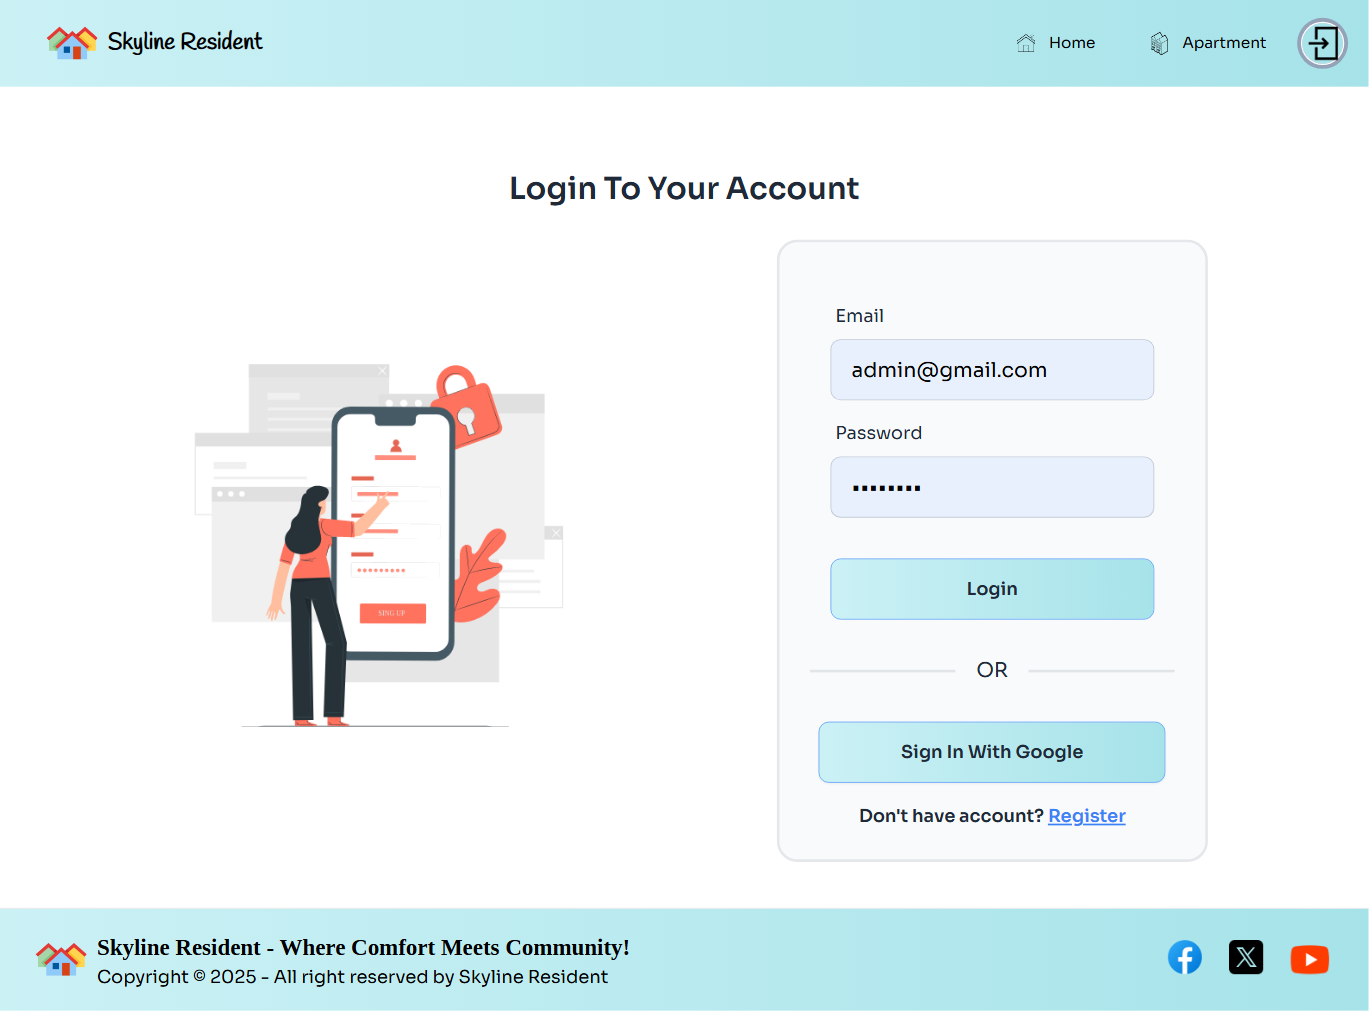 Skyline Resident
Home
Apartment
Login To Your Account
Email
admin@gmail.com
Password
••••••••
SING UP
Login
OR
Sign In With Google
Don't have account? Register
Skyline Resident - Where Comfort Meets Community!
Copyright © 2025 - All right reserved by Skyline Resident